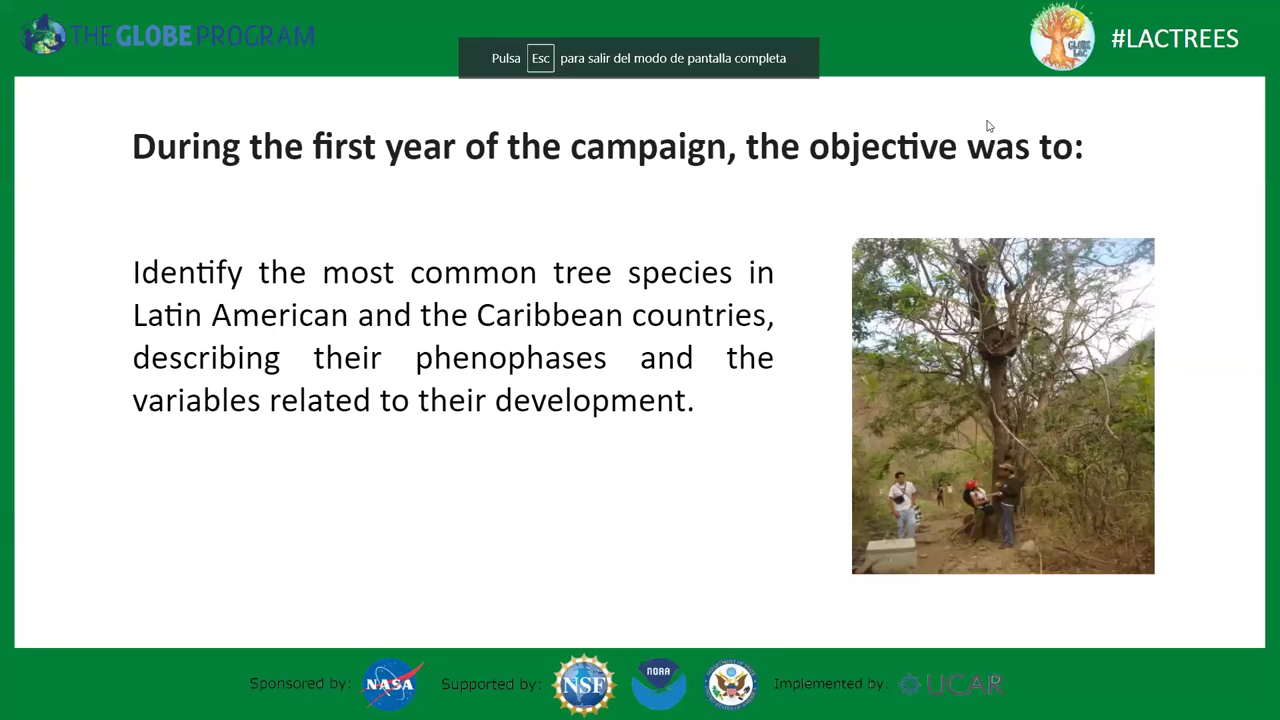 THE GLOBE PROGRAM
GLOBE LAC
#LACTREES
Pulsa Esc para salir del modo de pantalla completa
During the first year of the campaign, the objective was to:
Identify the most common tree species in
Latin American and the Caribbean countries,
describing their phenophases and the
variables related to their development.
Sponsored by: NASA Supported by: NSF NOAA Implemented by: UCAR